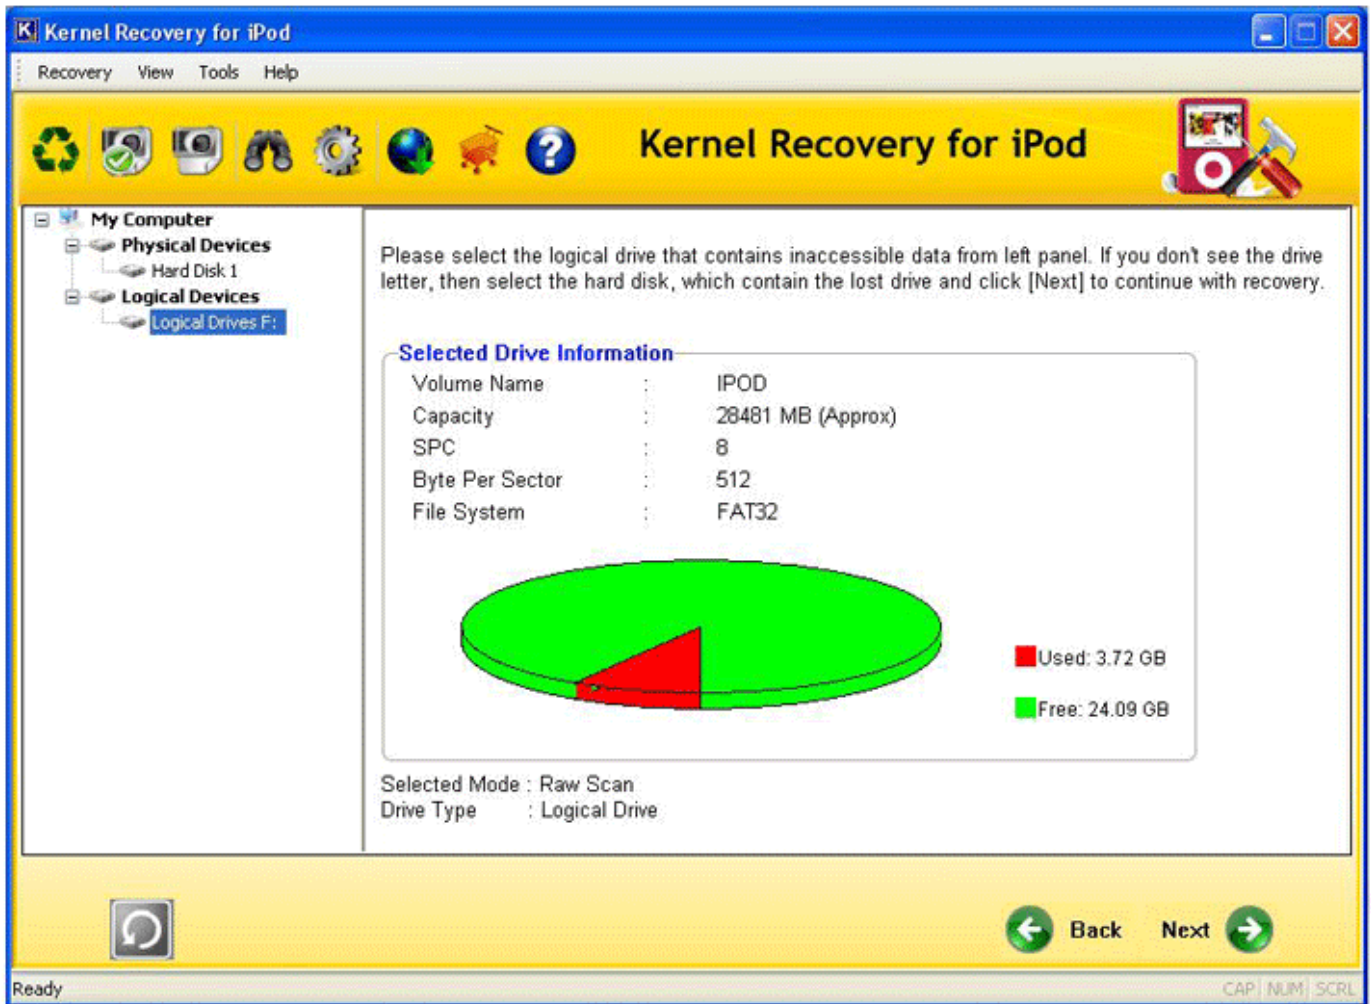 Kernel Recovery for iPod
Recovery View Tools Help
Kernel Recovery for iPod
My Computer
Physical Devices
Hard Disk 1
Logical Devices
Logical Drives F:
Please select the logical drive that contains inaccessible data from left panel. If you don't see the drive
letter, then select the hard disk, which contain the lost drive and click [Next] to continue with recovery.
Selected Drive Information
Volume Name : IPOD
Capacity : 28481 MB (Approx)
SPC : 8
Byte Per Sector : 512
File System : FAT32
Used: 3.72 GB
Free: 24.09 GB
Selected Mode : Raw Scan
Drive Type : Logical Drive
Back Next
Ready CAP NUM SCRL